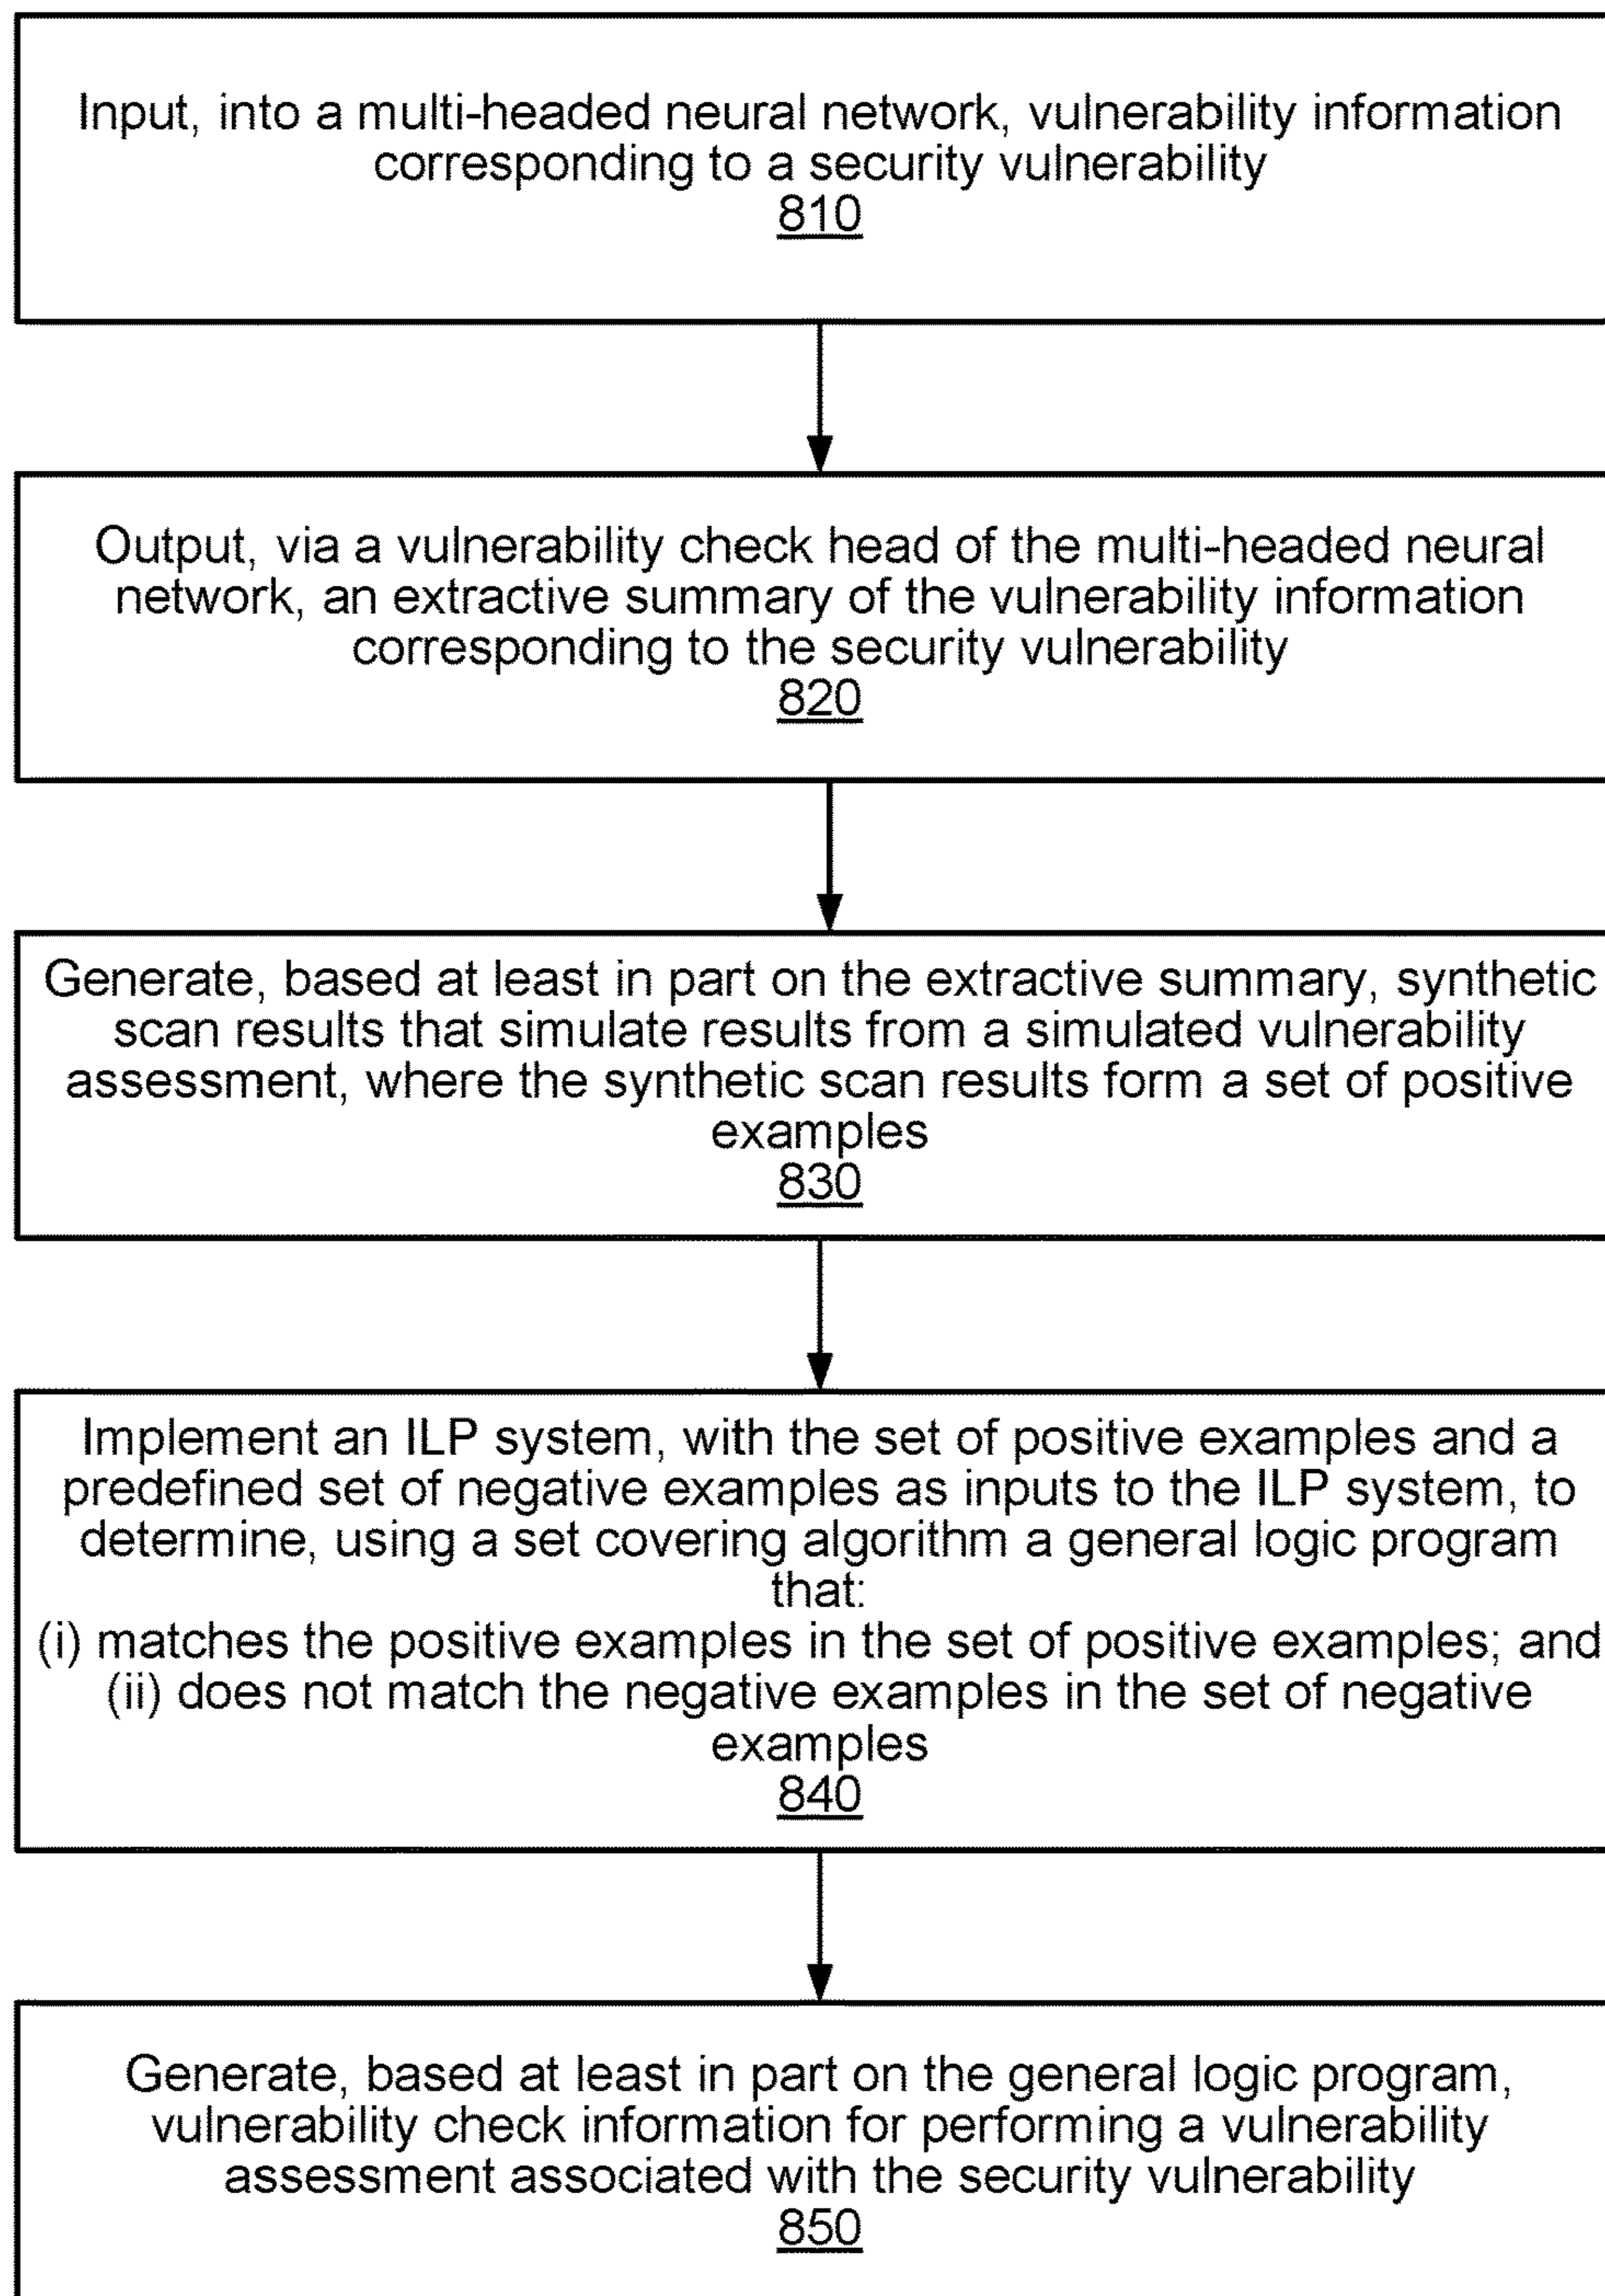 Input, into a multi-headed neural network, vulnerability information
corresponding to a security vulnerability
810
Output, via a vulnerability check head of the multi-headed neural
network, an extractive summary of the vulnerability information
corresponding to the security vulnerability
820
Generate, based at least in part on the extractive summary, synthetic
scan results that simulate results from a simulated vulnerability
assessment, where the synthetic scan results form a set of positive
examples
830
Implement an ILP system, with the set of positive examples and a
predefined set of negative examples as inputs to the ILP system, to
determine, using a set covering algorithm a general logic program
that:
(i) matches the positive examples in the set of positive examples; and
(ii) does not match the negative examples in the set of negative
examples
840
Generate, based at least in part on the general logic program,
vulnerability check information for performing a vulnerability
assessment associated with the security vulnerability
850